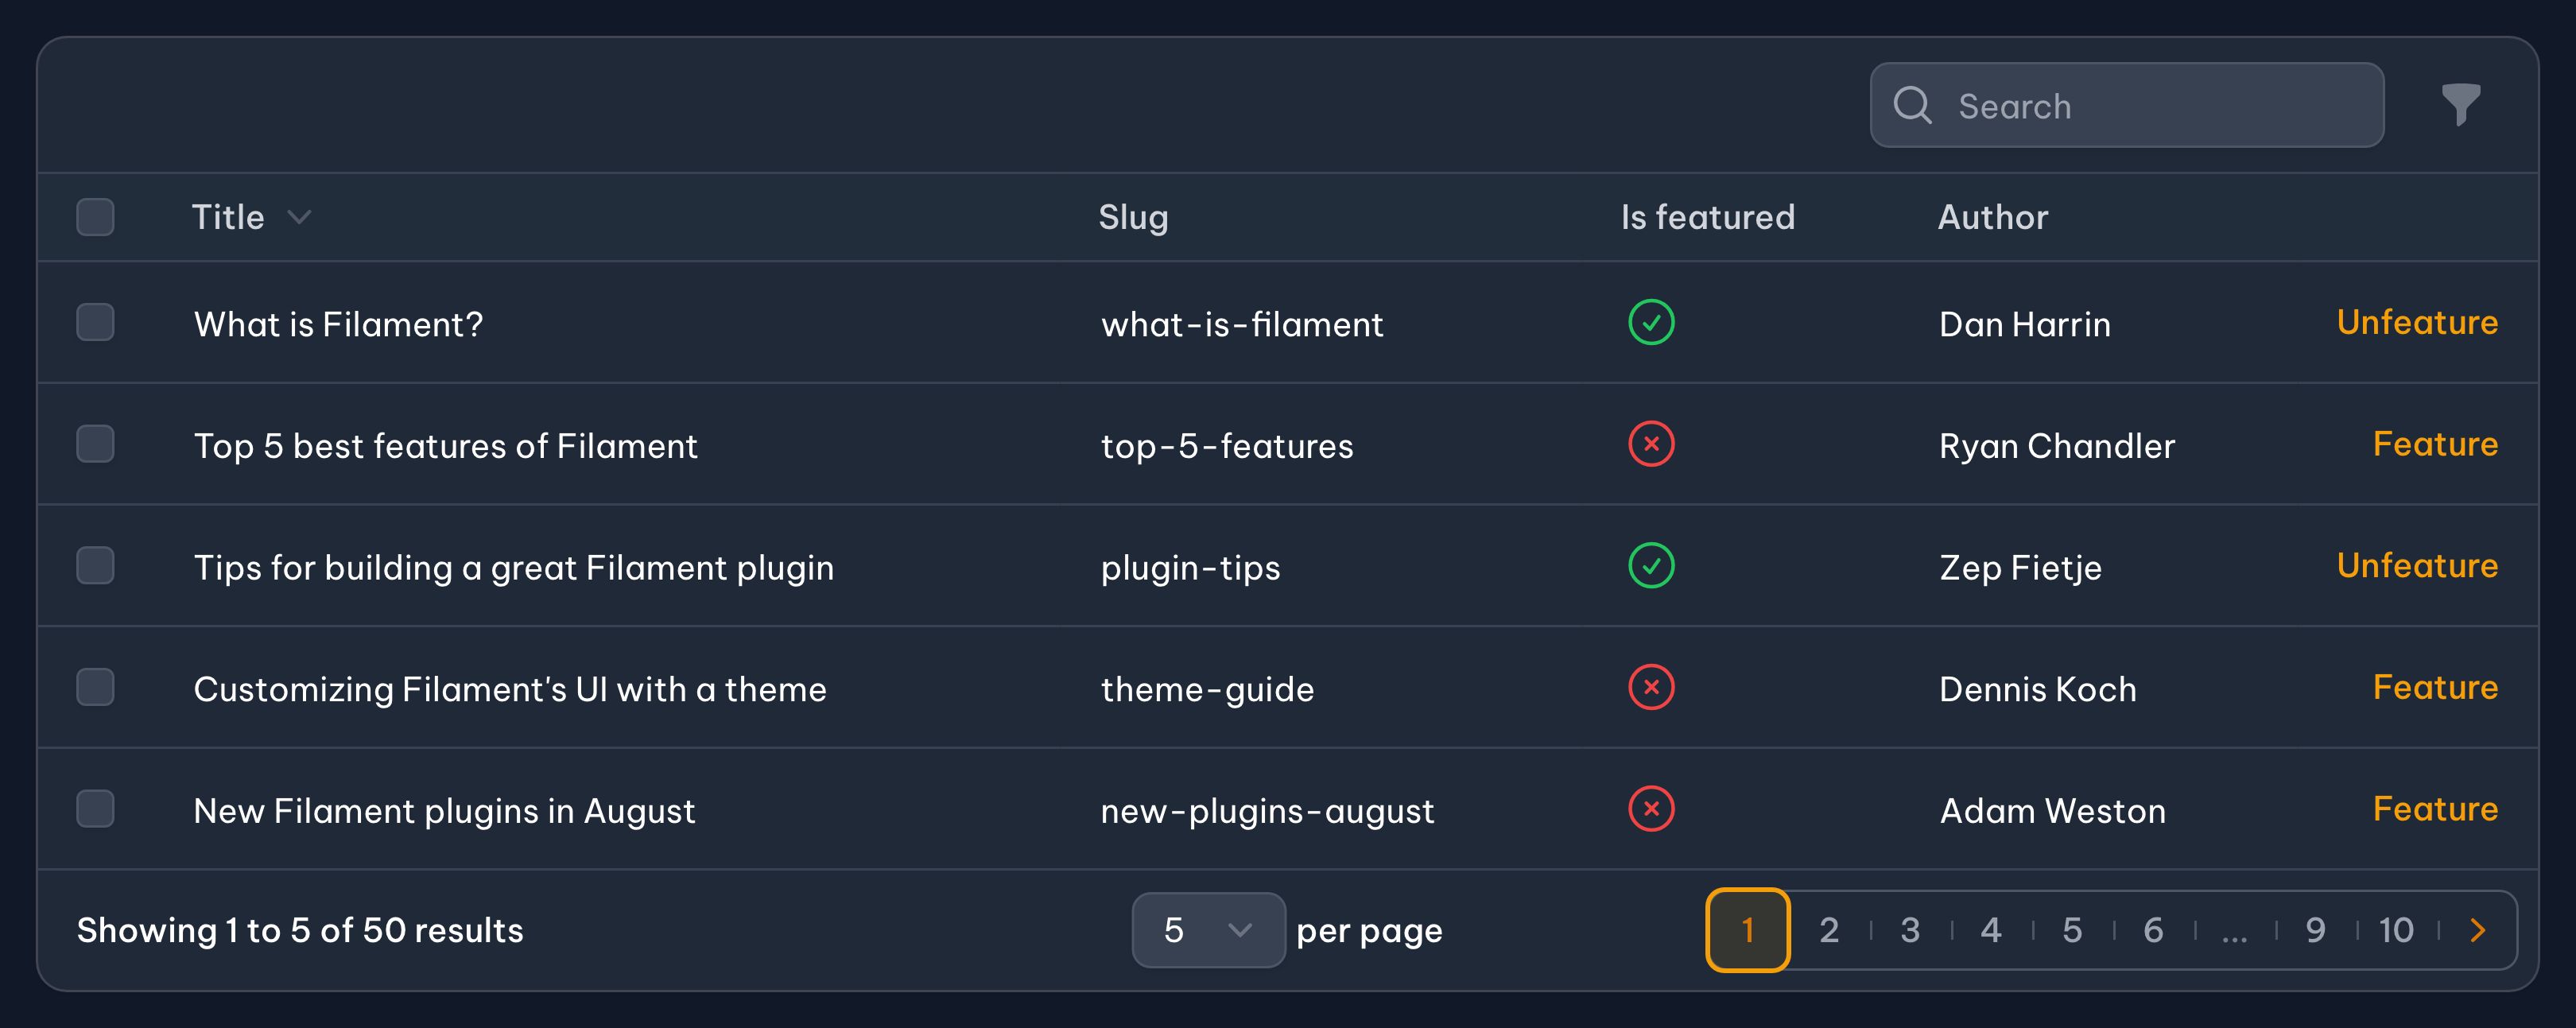 Search
Title Slug Is featured Author
What is Filament? what-is-filament Dan Harrin Unfeature
Top 5 best features of Filament top-5-features Ryan Chandler Feature
Tips for building a great Filament plugin plugin-tips Zep Fietje Unfeature
Customizing Filament's UI with a theme theme-guide Dennis Koch Feature
New Filament plugins in August new-plugins-august Adam Weston Feature
Showing 1 to 5 of 50 results 5 per page 1 2 3 4 5 6 ... 9 10